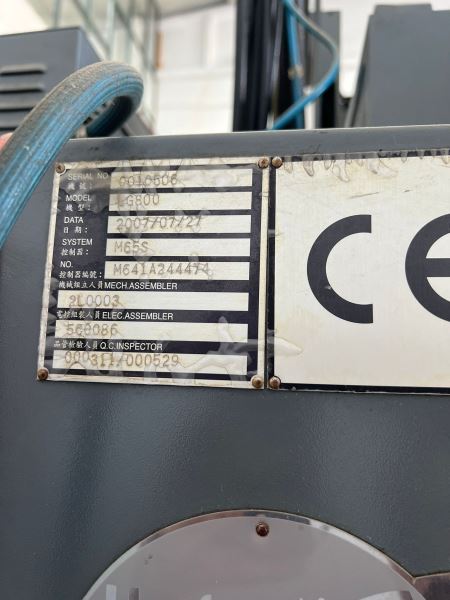 SERIAL NO
機號: 0010506
MODEL
機型: LG800
DATA
日期: 2007/07/27
SYSTEM
控制器: M65S
NO.
控制器編號: M641A244474
機械組立人員 MECH.ASSEMBLER
2L0003
電控組裝人員 ELEC.ASSEMBLER
5C0086
品管檢驗人員 Q.C.INSPECTOR
000311/000529
CE